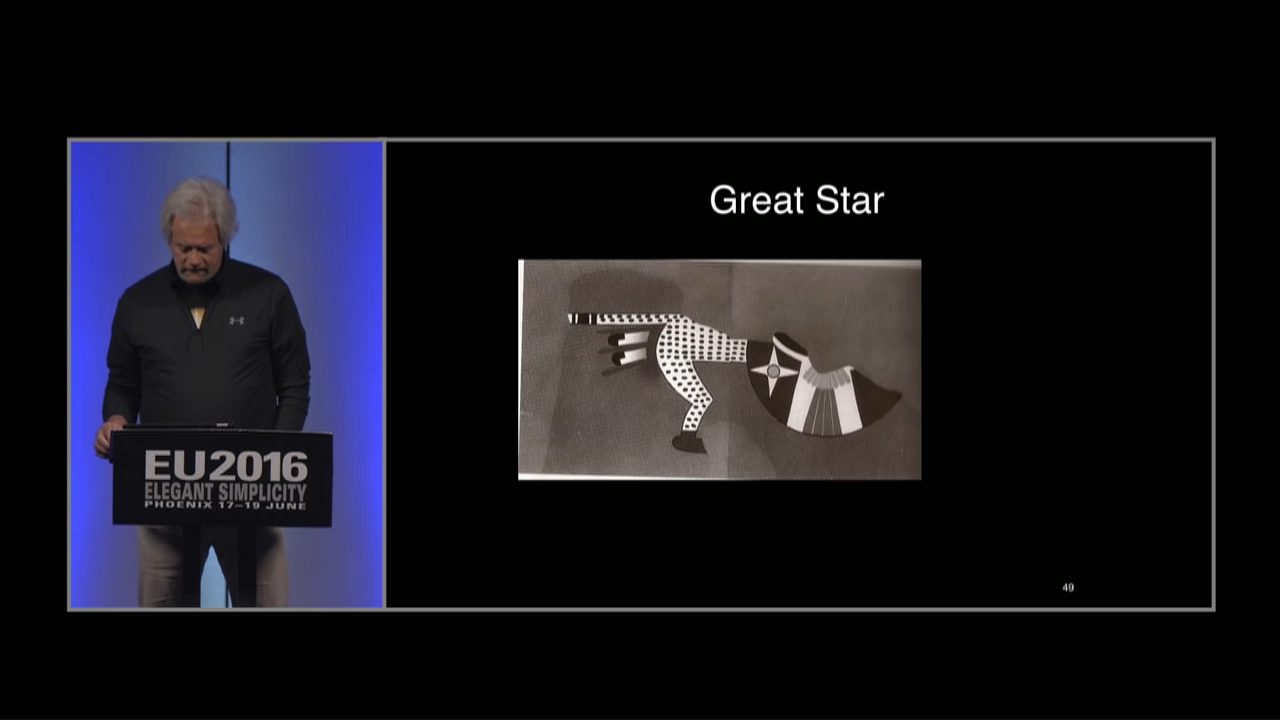 Great Star
EU2016
ELEGANT SIMPLICITY
PHOENIX 17–19 JUNE
49